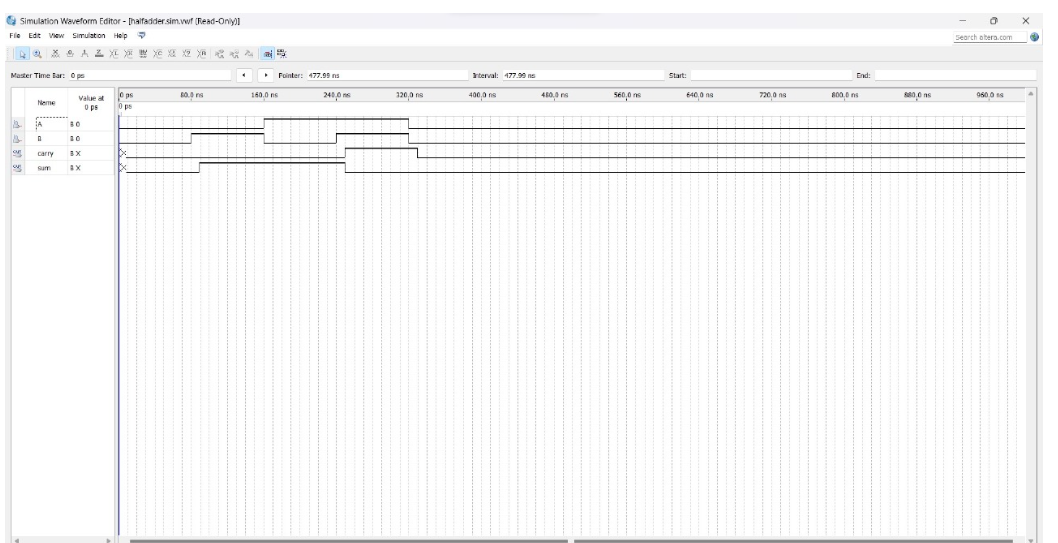 Simulation Waveform Editor - [halfadder.sim.vwf (Read-Only)]
File Edit View Simulation Help
Search altera.com
Master Time Bar: 0 ps Pointer: 477.99 ns Interval: 477.99 ns Start: End:
Name Value at 0 ps
0 ps 80.0 ns 160.0 ns 240.0 ns 320.0 ns 400.0 ns 480.0 ns 560.0 ns 640.0 ns 720.0 ns 800.0 ns 880.0 ns 960.0 ns
0 ps
A B 0
B B 0
carry B X
sum B X